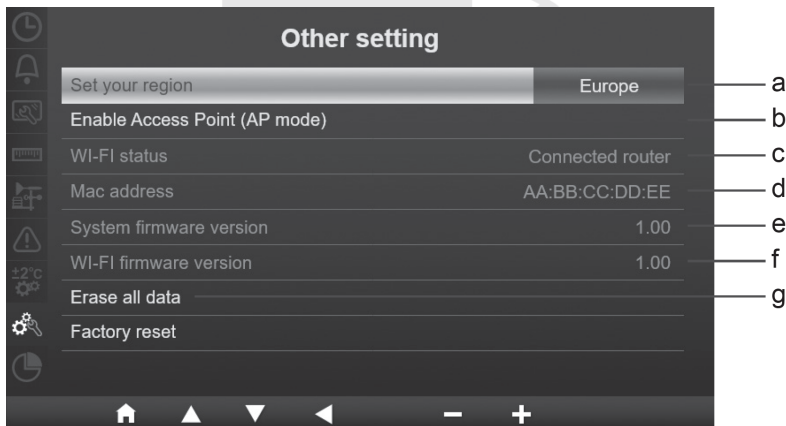 Other setting
Set your region Europe a
Enable Access Point (AP mode) b
WI-FI status Connected router c
Mac address AA:BB:CC:DD:EE d
System firmware version 1.00 e
±2°c
WI-FI firmware version 1.00 f
Erase all data g
Factory reset